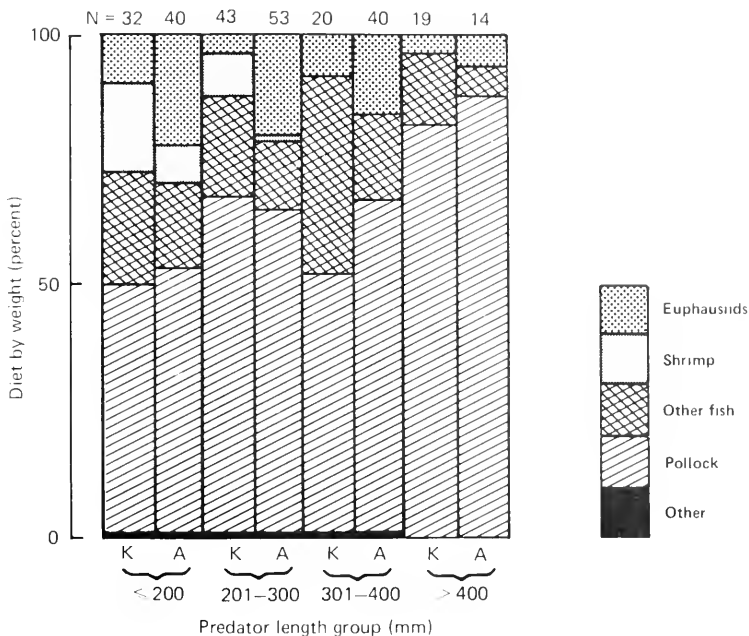 N = 32 40 43 53 20 40 19 14
100
50
0
Diet by weight (percent)
K A K A K A K A
≤200 201–300 301–400 >400
Predator length group (mm)
Euphausiids
Shrimp
Other fish
Pollock
Other